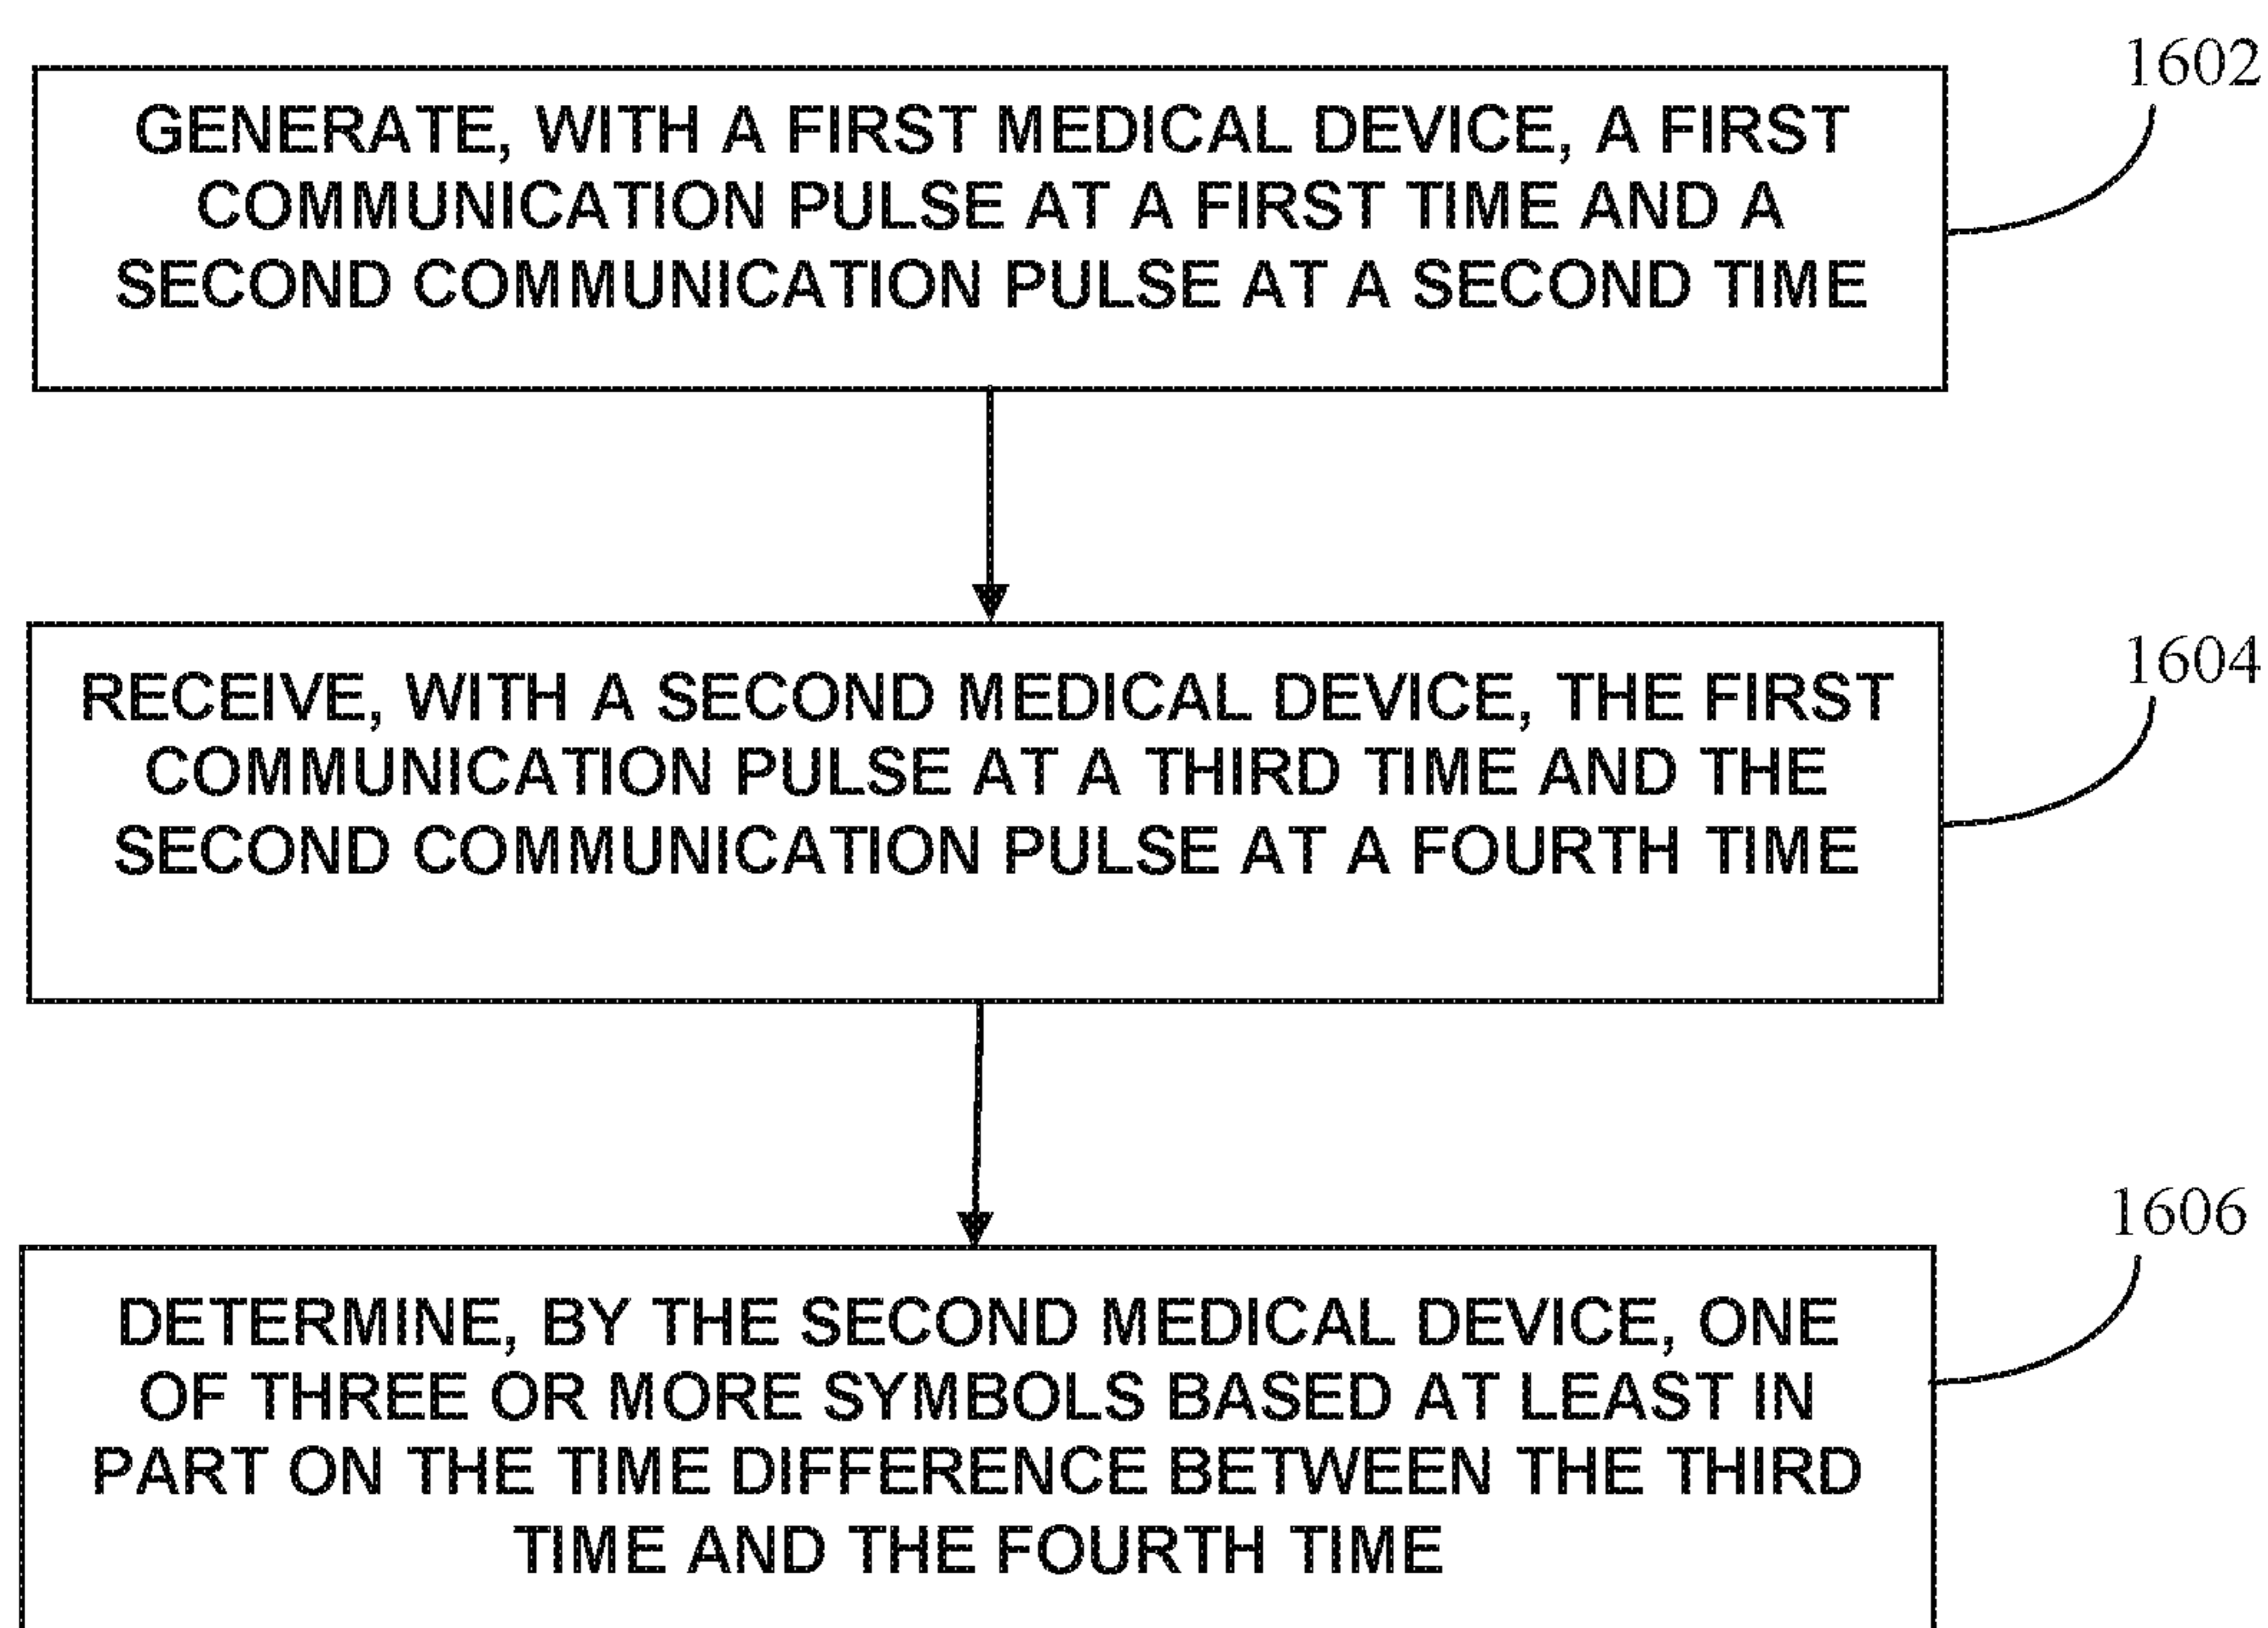 1602
GENERATE, WITH A FIRST MEDICAL DEVICE, A FIRST
COMMUNICATION PULSE AT A FIRST TIME AND A
SECOND COMMUNICATION PULSE AT A SECOND TIME
1604
RECEIVE, WITH A SECOND MEDICAL DEVICE, THE FIRST
COMMUNICATION PULSE AT A THIRD TIME AND THE
SECOND COMMUNICATION PULSE AT A FOURTH TIME
1606
DETERMINE, BY THE SECOND MEDICAL DEVICE, ONE
OF THREE OR MORE SYMBOLS BASED AT LEAST IN
PART ON THE TIME DIFFERENCE BETWEEN THE THIRD
TIME AND THE FOURTH TIME